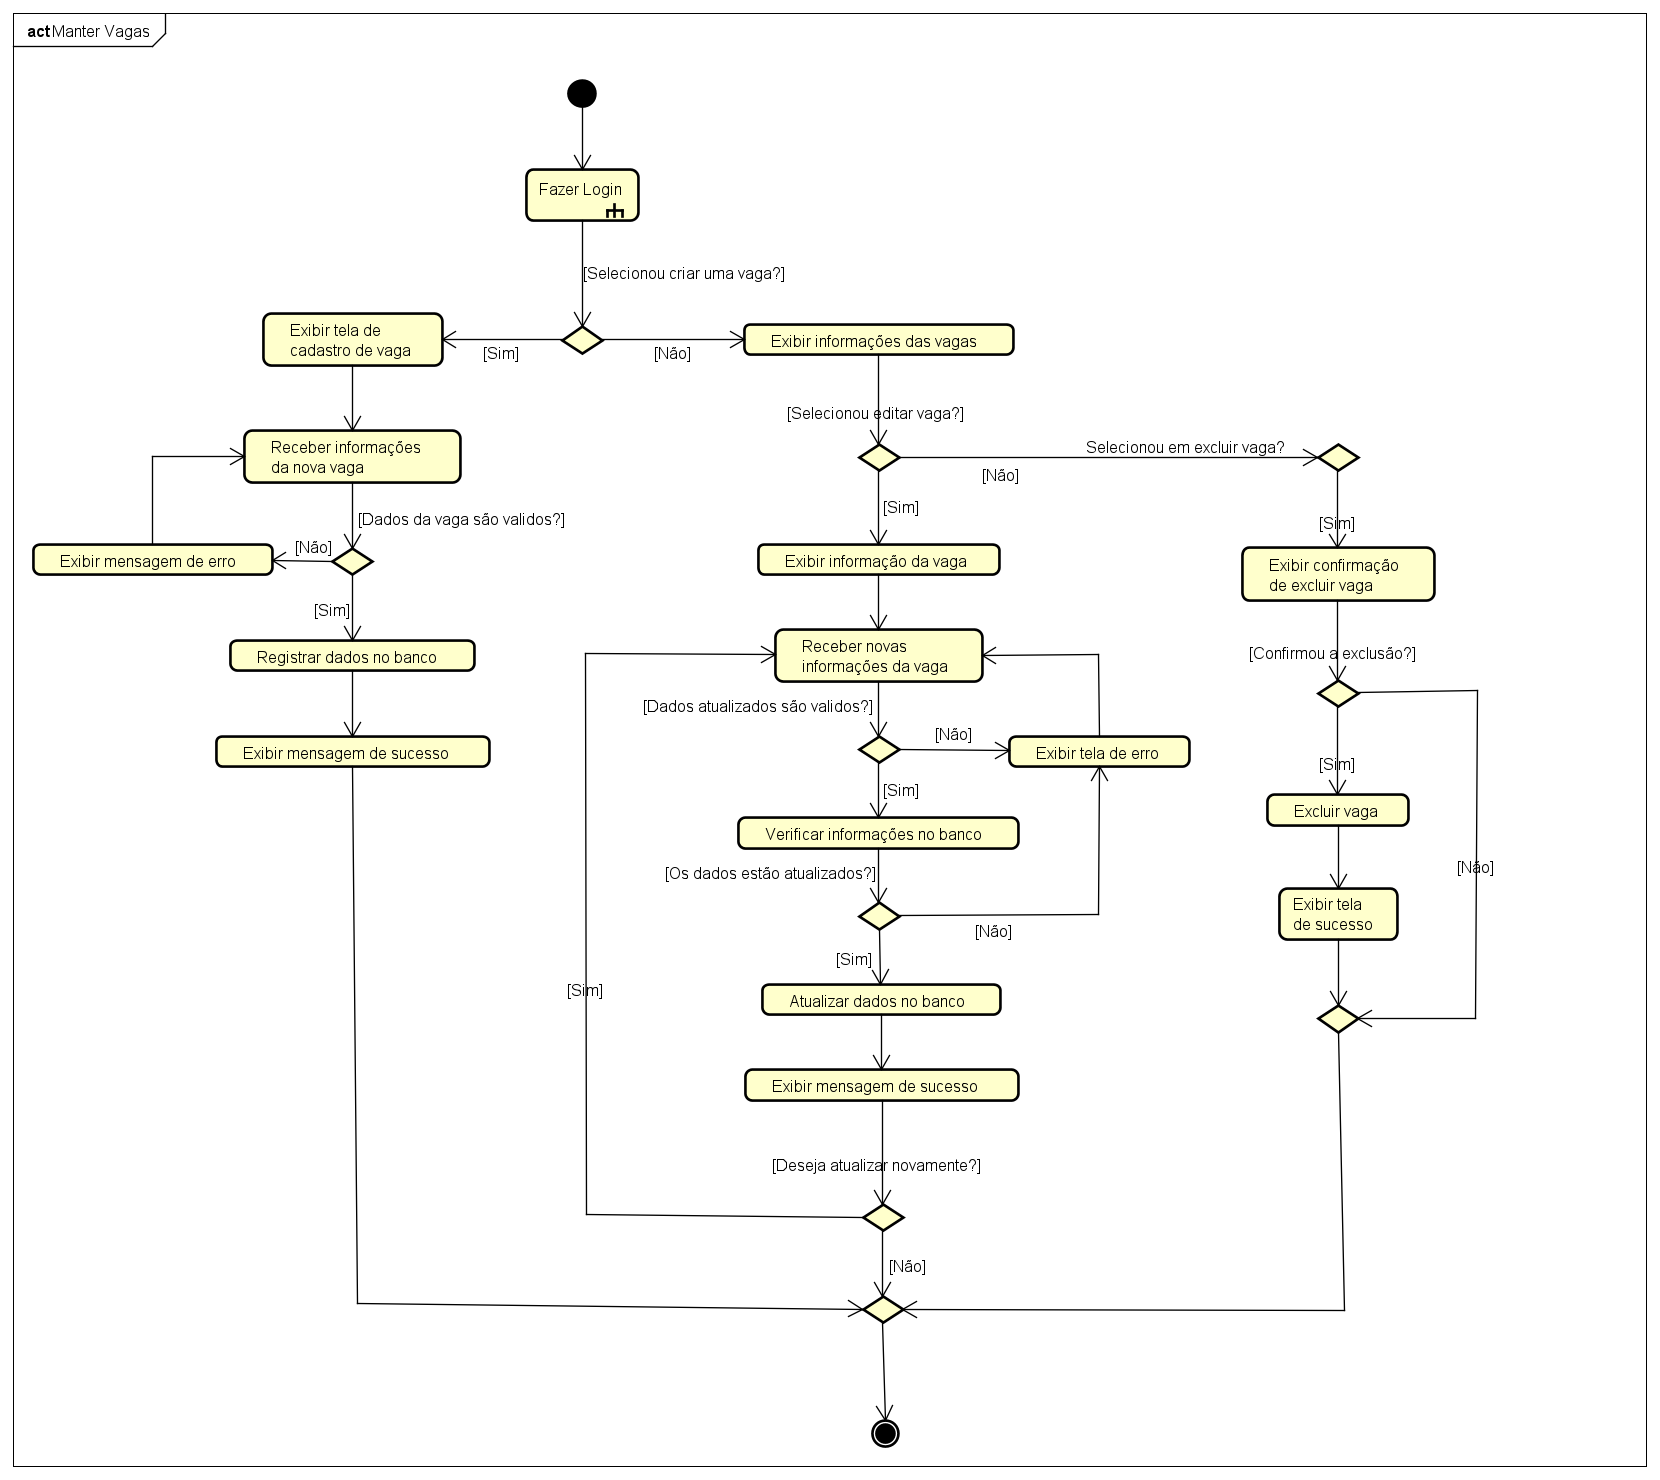 act Manter Vagas
Fazer Login
[Selecionou criar uma vaga?]
Exibir tela de
cadastro de vaga
[Sim]
[Não]
Exibir informações das vagas
Receber informações
da nova vaga
[Dados da vaga são validos?]
[Não]
Exibir mensagem de erro
[Sim]
Registrar dados no banco
Exibir mensagem de sucesso
[Selecionou editar vaga?]
Selecionou em excluir vaga?
[Não]
[Sim]
Exibir informação da vaga
Receber novas
informações da vaga
[Dados atualizados são validos?]
[Não]
Exibir tela de erro
[Sim]
Verificar informações no banco
[Os dados estão atualizados?]
[Não]
[Sim]
Atualizar dados no banco
Exibir mensagem de sucesso
[Deseja atualizar novamente?]
[Sim]
[Não]
[Sim]
Exibir confirmação
de excluir vaga
[Confirmou a exclusão?]
[Sim]
Excluir vaga
[Não]
Exibir tela
de sucesso